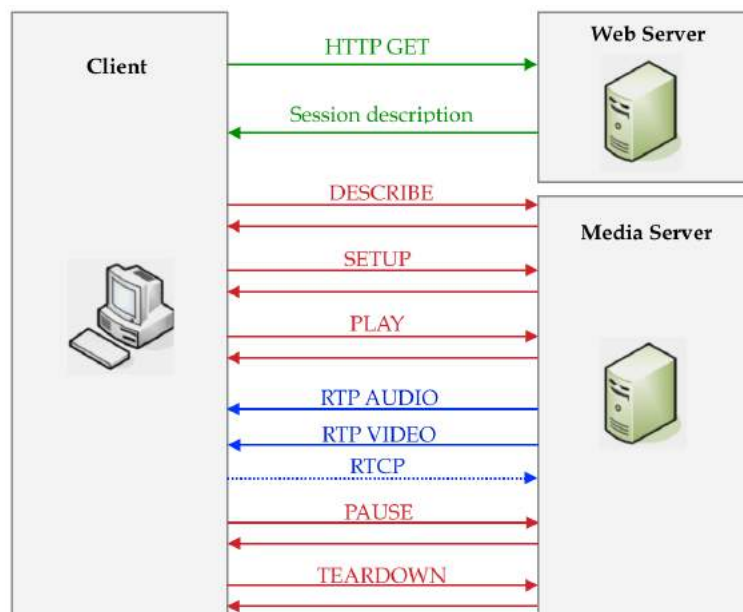 Client
Web Server
HTTP GET
Session description
Media Server
DESCRIBE
SETUP
PLAY
RTP AUDIO
RTP VIDEO
RTCP
PAUSE
TEARDOWN